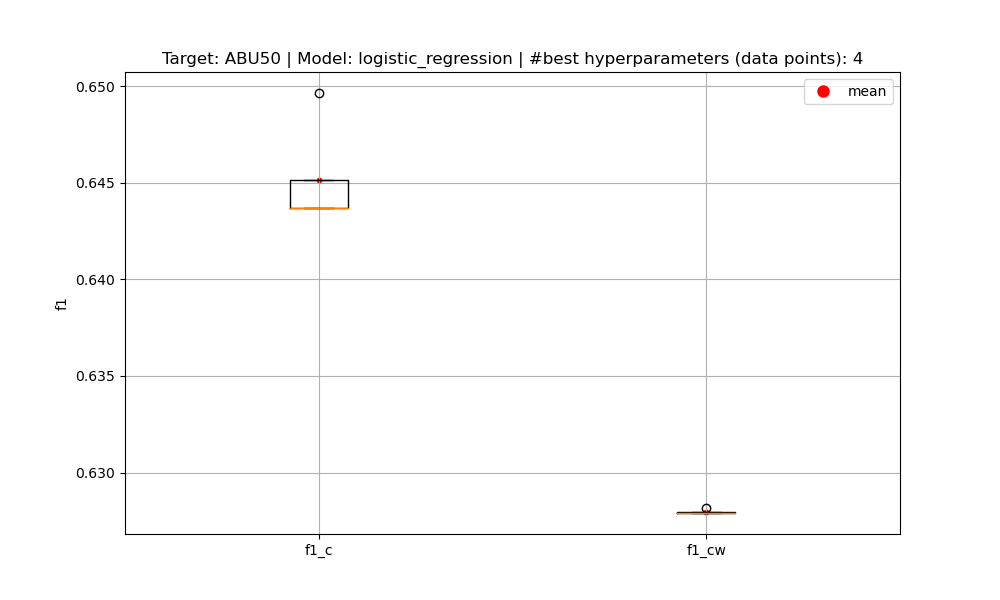 Target: ABU50 | Model: logistic_regression | #best hyperparameters (data points): 4
mean
0.650
0.645
0.640
0.635
0.630
f1
f1_c
f1_cw